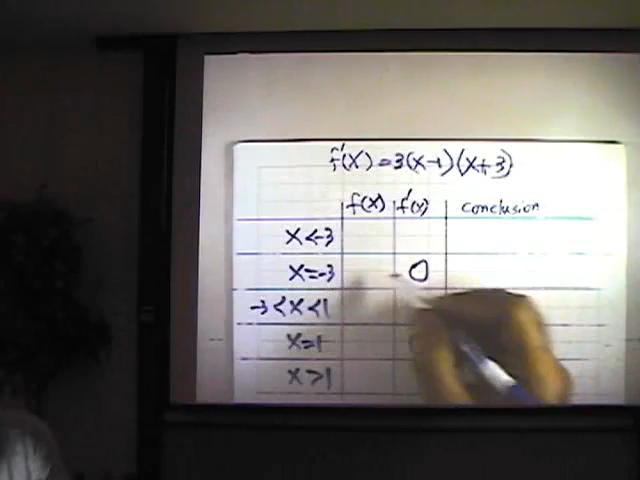 f'(x) = 3(x-1)(x+3)
f(x) f'(x) conclusion
x < -3
x = -3 0
-3 < x < 1
x = 1
x > 1